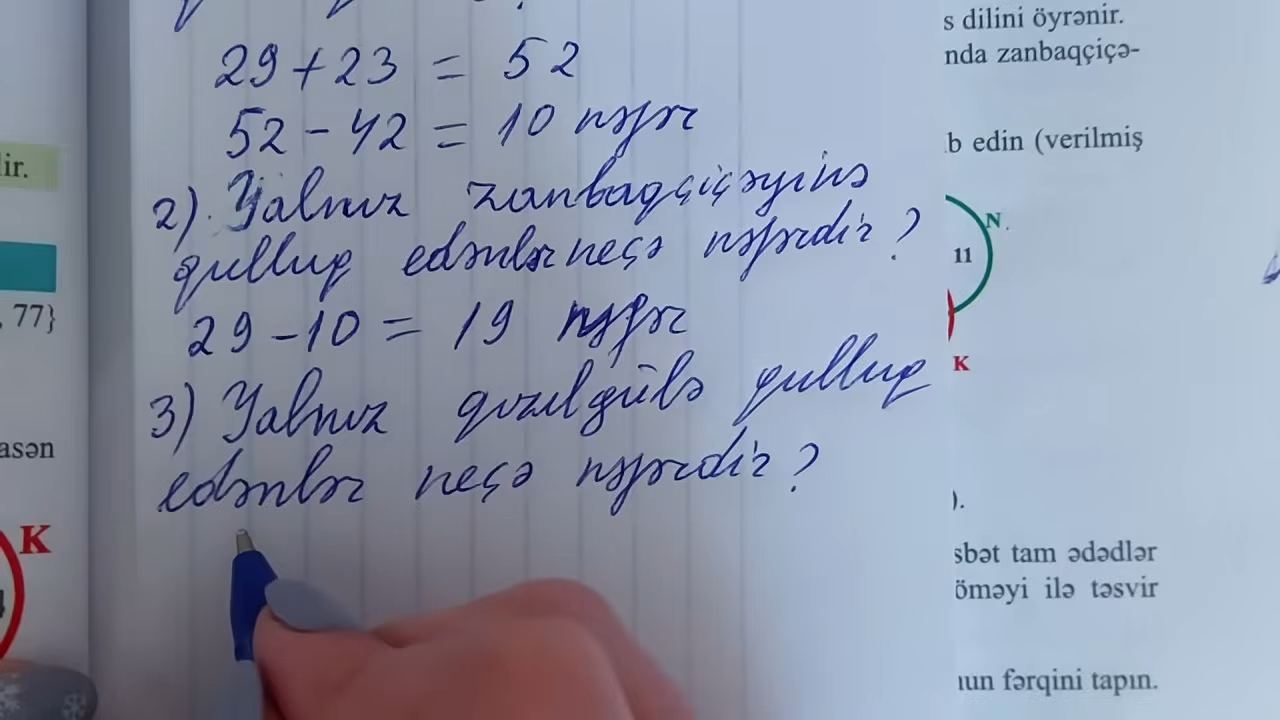 29 + 23 = 52
52 - 42 = 10 nəfər
2) Yalnız zanbaqçiçəyinə
qulluq edənlər neçə nəfərdir?
29 - 10 = 19 nəfər
3) Yalnız qızılgülə qulluq
edənlər neçə nəfərdir?
ir.
, 77}
asən
K
s dilini öyrənir.
nda zanbaqçiçə-
b edin (verilmiş
N
11
K
).
sbət tam ədədlər
öməyi ilə təsvir
un fərqini tapın.